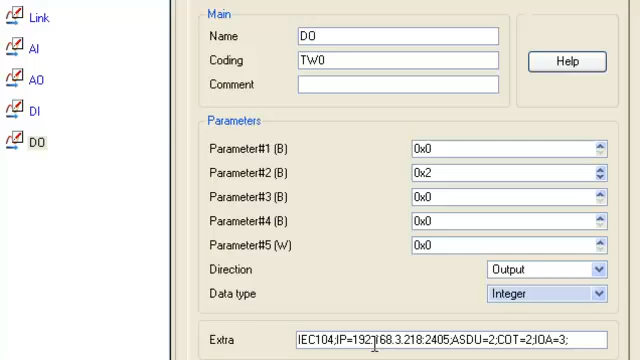 Link
AI
AO
DI
DO
Main
Name DO
Coding TWO
Comment
Help
Parameters
Parameter#1 (B) 0x0
Parameter#2 (B) 0x2
Parameter#3 (B) 0x0
Parameter#4 (B) 0x0
Parameter#5 (W) 0x0
Direction Output
Data type Integer
Extra IEC104;IP=192.168.3.218:2405;ASDU=2;COT=2;IOA=3;